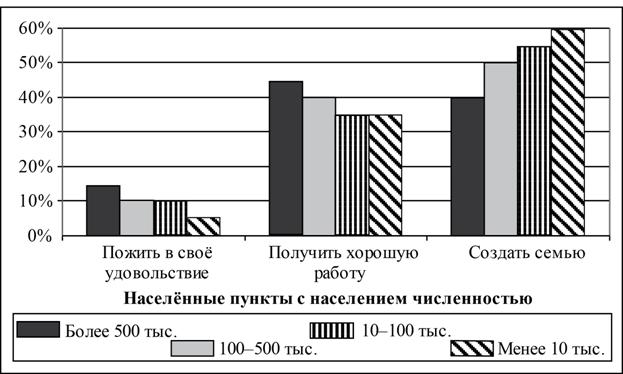 60%
50%
40%
30%
20%
10%
0%
Пожить в своё
удовольствие
Получить хорошую
работу
Создать семью
Населённые пункты с населением численностью
Более 500 тыс.
10–100 тыс.
100–500 тыс.
Менее 10 тыс.